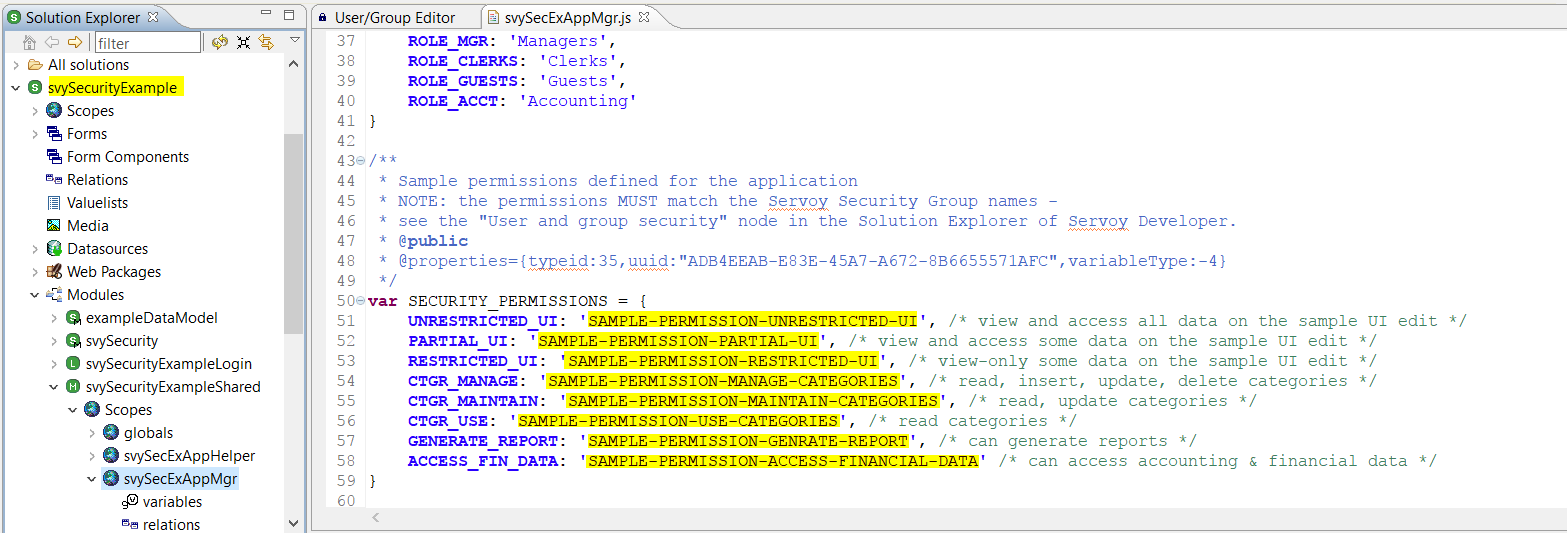 Solution Explorer
filter
All solutions
svySecurityExample
Scopes
Forms
Form Components
Relations
Valuelists
Media
Datasources
Web Packages
Modules
exampleDataModel
svySecurity
svySecurityExampleLogin
svySecurityExampleShared
Scopes
globals
svySecExAppHelper
svySecExAppMgr
variables
relations
User/Group Editor
svySecExAppMgr.js
37 ROLE_MGR: 'Managers',
38 ROLE_CLERKS: 'Clerks',
39 ROLE_GUESTS: 'Guests',
40 ROLE_ACCT: 'Accounting'
41 }
42
43 /**
44 * Sample permissions defined for the application
45 * NOTE: the permissions MUST match the Servoy Security Group names -
46 * see the "User and group security" node in the Solution Explorer of Servoy Developer.
47 * @public
48 * @properties={typeid:35,uuid:"ADB4EEAB-E83E-45A7-A672-8B6655571AFC",variableType:-4}
49 */
50 var SECURITY_PERMISSIONS = {
51 UNRESTRICTED_UI: 'SAMPLE-PERMISSION-UNRESTRICTED-UI', /* view and access all data on the sample UI edit */
52 PARTIAL_UI: 'SAMPLE-PERMISSION-PARTIAL-UI', /* view and access some data on the sample UI edit */
53 RESTRICTED_UI: 'SAMPLE-PERMISSION-RESTRICTED-UI', /* view-only some data on the sample UI edit */
54 CTGR_MANAGE: 'SAMPLE-PERMISSION-MANAGE-CATEGORIES', /* read, insert, update, delete categories */
55 CTGR_MAINTAIN: 'SAMPLE-PERMISSION-MAINTAIN-CATEGORIES', /* read, update categories */
56 CTGR_USE: 'SAMPLE-PERMISSION-USE-CATEGORIES', /* read categories */
57 GENERATE_REPORT: 'SAMPLE-PERMISSION-GENRATE-REPORT', /* can generate reports */
58 ACCESS_FIN_DATA: 'SAMPLE-PERMISSION-ACCESS-FINANCIAL-DATA' /* can access accounting & financial data */
59 }
60